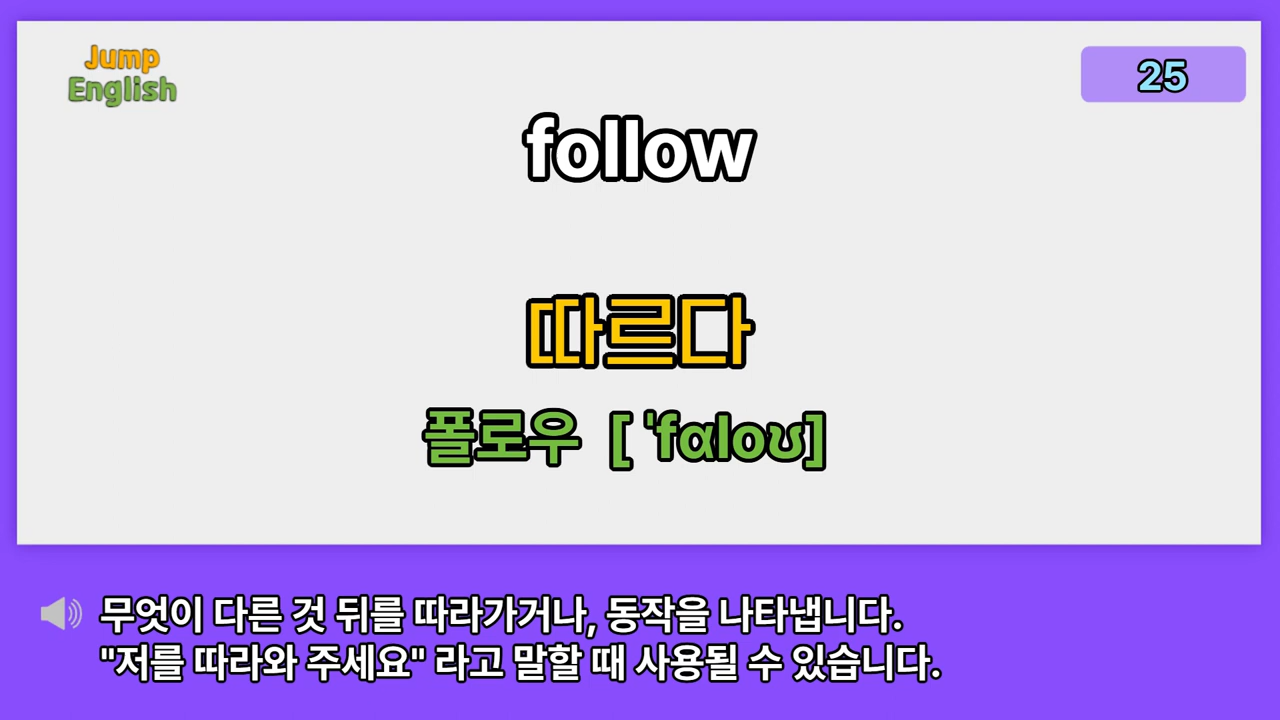 Jump
English
25
follow
따르다
폴로우 [ ˈfɑloʊ]
무엇이 다른 것 뒤를 따라가거나, 동작을 나타냅니다.
"저를 따라와 주세요" 라고 말할 때 사용될 수 있습니다.